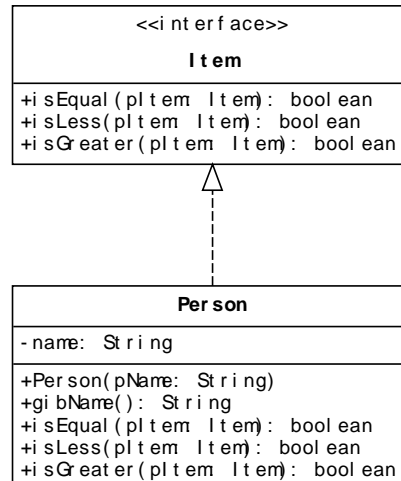 <<interface>>
Item
+isEqual(pItem: Item): boolean
+isLess(pItem: Item): boolean
+isGreater(pItem: Item): boolean
Person
-name: String
+Person(pName: String)
+gibName(): String
+isEqual(pItem: Item): boolean
+isLess(pItem: Item): boolean
+isGreater(pItem: Item): boolean